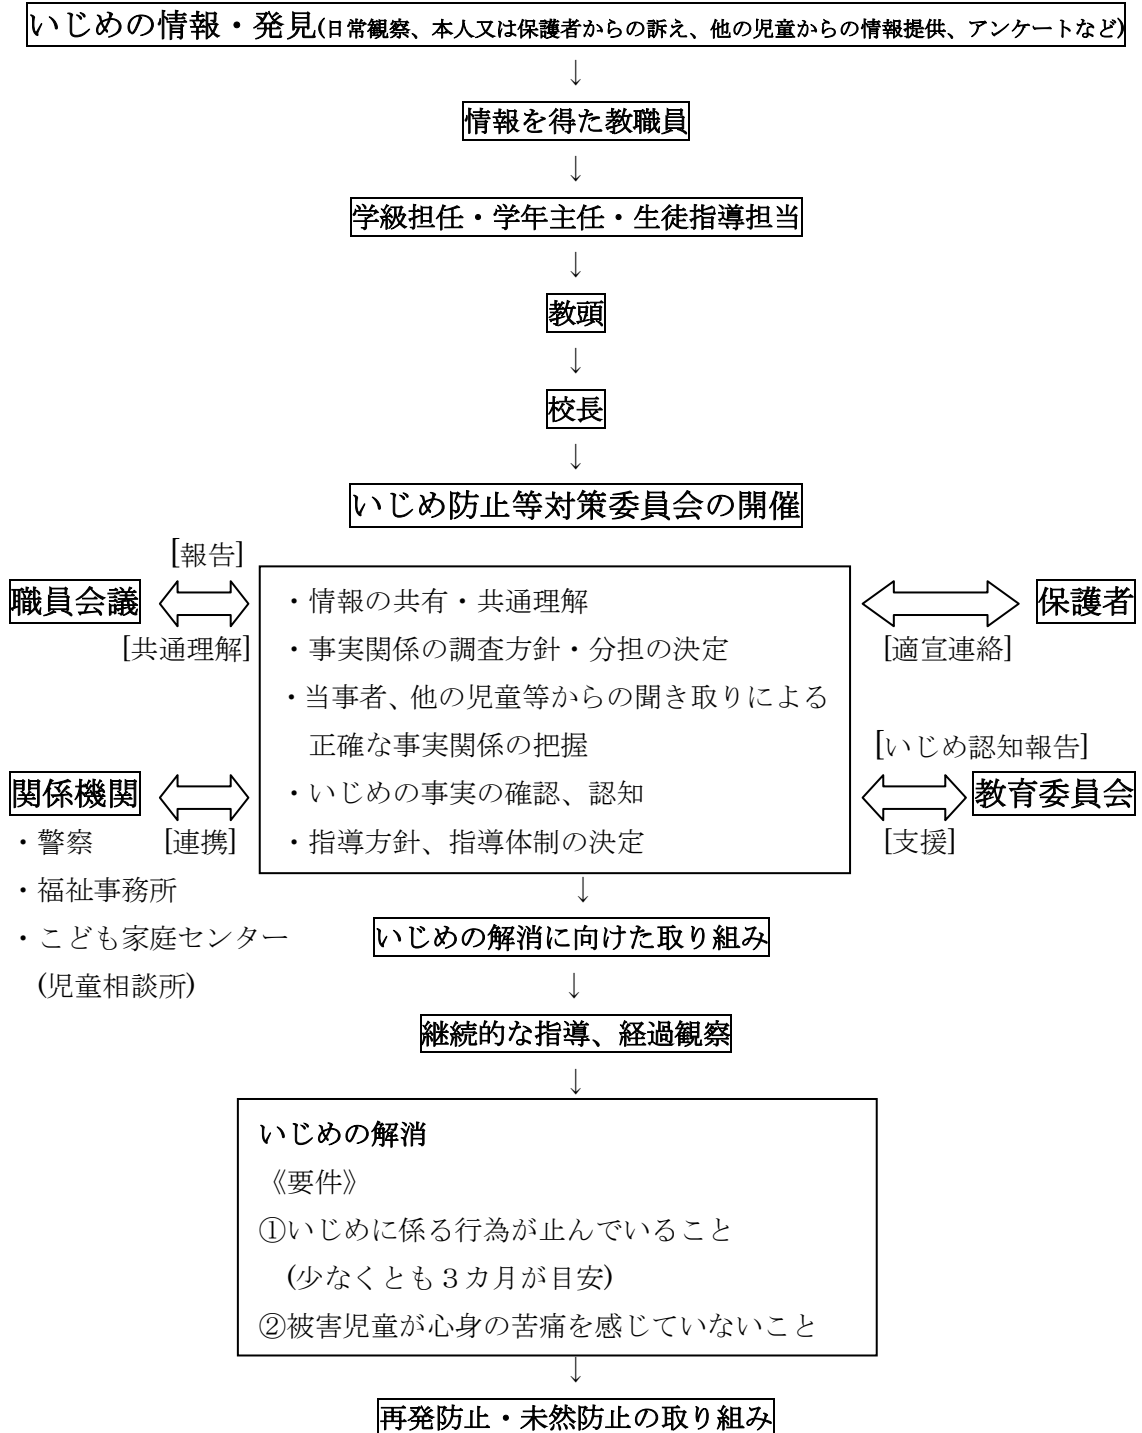 いじめの情報・発見(日常観察、本人又は保護者からの訴え、他の児童からの情報提供、アンケートなど)
↓
情報を得た教職員
↓
学級担任・学年主任・生徒指導担当
↓
教頭
↓
校長
↓
いじめ防止等対策委員会の開催
[報告]
職員会議
[共通理解]
・情報の共有・共通理解
・事実関係の調査方針・分担の決定
・当事者、他の児童等からの聞き取りによる
正確な事実関係の把握
・いじめの事実の確認、認知
・指導方針、指導体制の決定
保護者
[適宣連絡]
[いじめ認知報告]
教育委員会
[支援]
関係機関
[連携]
・警察
・福祉事務所
・こども家庭センター
(児童相談所)
↓
いじめの解消に向けた取り組み
↓
継続的な指導、経過観察
↓
いじめの解消
《要件》
①いじめに係る行為が止んでいること
(少なくとも３カ月が目安)
②被害児童が心身の苦痛を感じていないこと
↓
再発防止・未然防止の取り組み